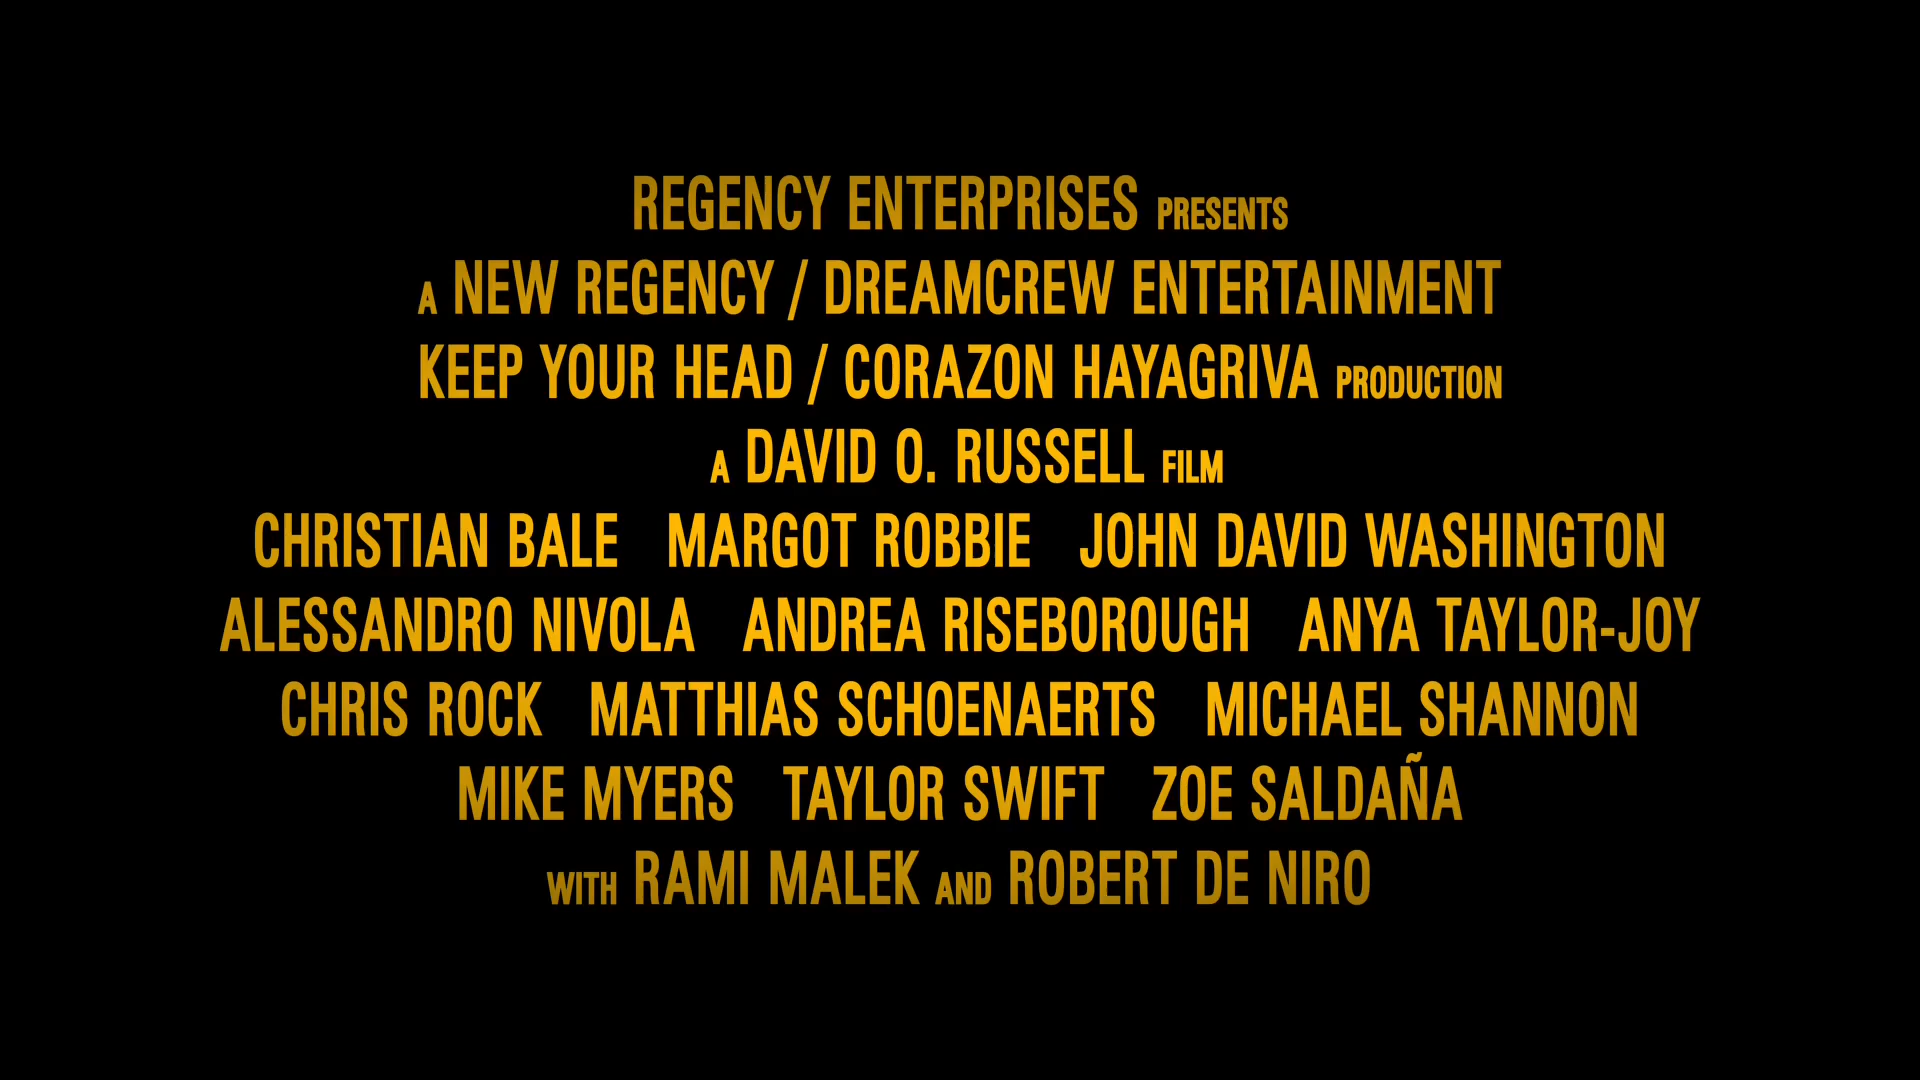 REGENCY ENTERPRISES PRESENTS
A NEW REGENCY / DREAMCREW ENTERTAINMENT
KEEP YOUR HEAD / CORAZON HAYAGRIVA PRODUCTION
A DAVID O. RUSSELL FILM
CHRISTIAN BALE MARGOT ROBBIE JOHN DAVID WASHINGTON
ALESSANDRO NIVOLA ANDREA RISEBOROUGH ANYA TAYLOR-JOY
CHRIS ROCK MATTHIAS SCHOENAERTS MICHAEL SHANNON
MIKE MYERS TAYLOR SWIFT ZOE SALDAÑA
WITH RAMI MALEK AND ROBERT DE NIRO